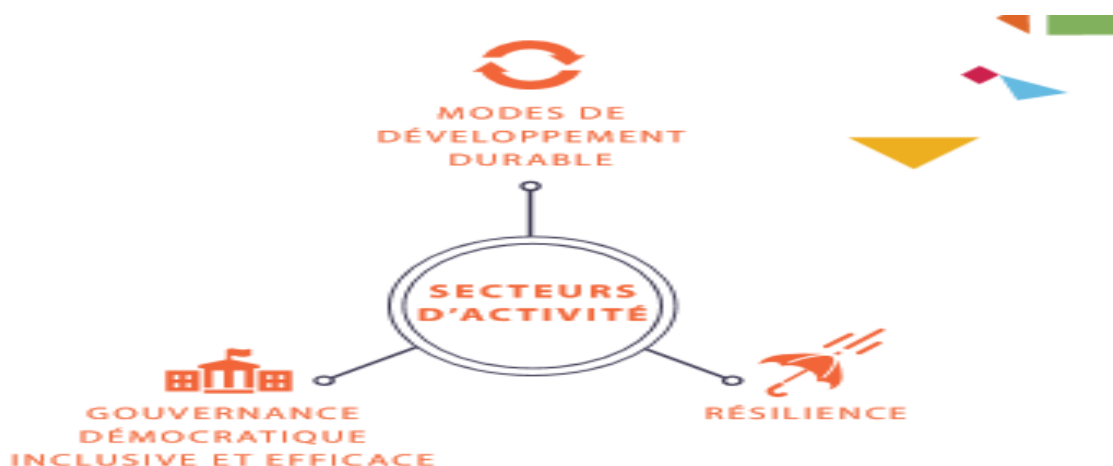 MODES DE
DÉVELOPPEMENT
DURABLE
SECTEURS
D'ACTIVITÉ
GOUVERNANCE
DÉMOCRATIQUE
INCLUSIVE ET EFFICACE
RÉSILIENCE